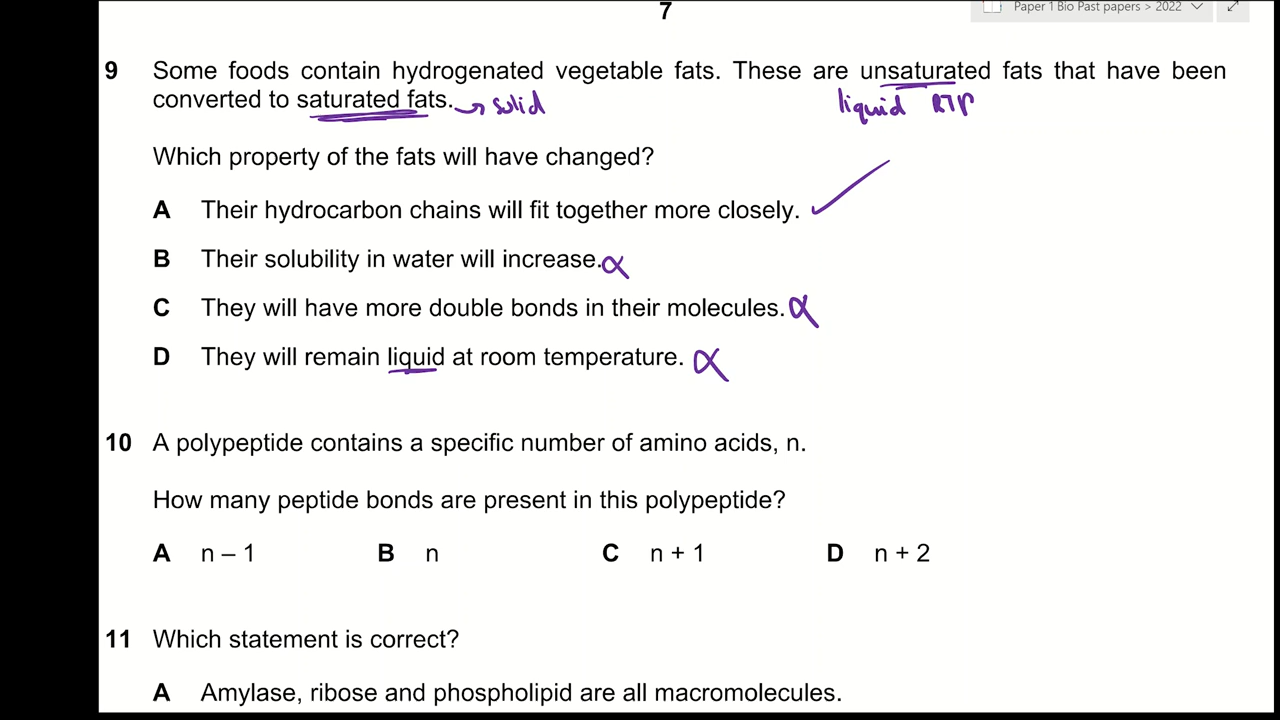 7
Paper 1 Bio Past papers > 2022
9 Some foods contain hydrogenated vegetable fats. These are unsaturated fats that have been
converted to saturated fats. → solid
liquid RTP
Which property of the fats will have changed?
A Their hydrocarbon chains will fit together more closely. ✓
B Their solubility in water will increase.
C They will have more double bonds in their molecules.
D They will remain liquid at room temperature.
10 A polypeptide contains a specific number of amino acids, n.
How many peptide bonds are present in this polypeptide?
A n – 1 B n C n + 1 D n + 2
11 Which statement is correct?
A Amylase, ribose and phospholipid are all macromolecules.